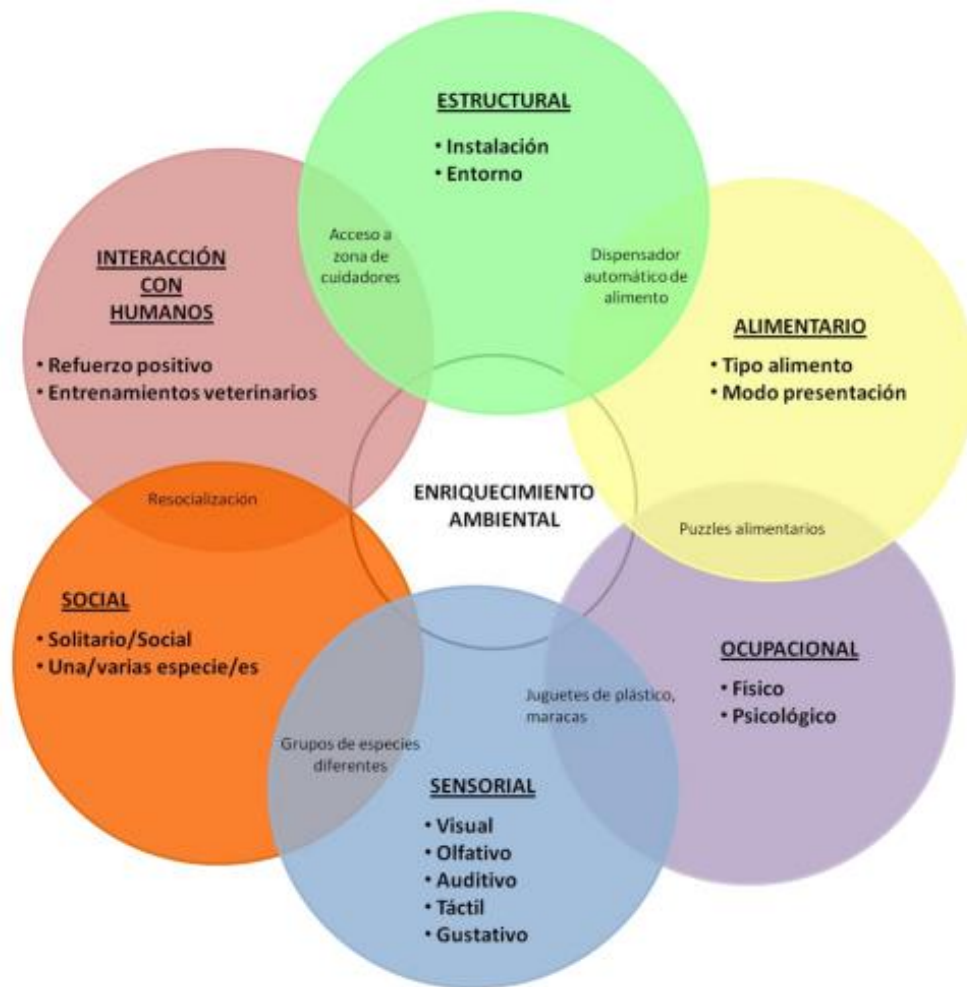 ESTRUCTURAL
• Instalación
• Entorno
Acceso a
zona de
cuidadores
Dispensador
automático de
alimento
INTERACCIÓN
CON
HUMANOS
• Refuerzo positivo
• Entrenamientos veterinarios
ALIMENTARIO
• Tipo alimento
• Modo presentación
ENRIQUECIMIENTO
AMBIENTAL
Resocialización
Puzzles alimentarios
SOCIAL
• Solitario/Social
• Una/varias especie/es
OCUPACIONAL
• Físico
• Psicológico
Juguetes de plástico,
maracas
Grupos de especies
diferentes
SENSORIAL
• Visual
• Olfativo
• Auditivo
• Táctil
• Gustativo